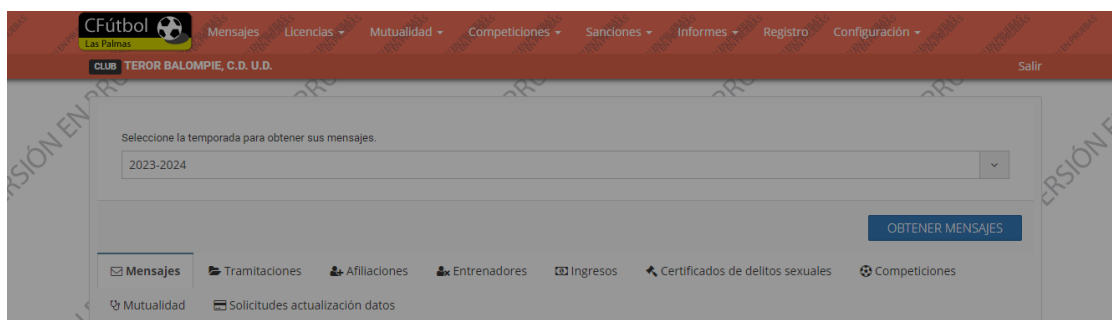 CFútbol
Las Palmas
Mensajes Licencias Mutualidad Competiciones Sanciones Informes Registro Configuración
CLUB TEROR BALOMPIE, C.D. U.D.
Salir
Seleccione la temporada para obtener sus mensajes.
2023-2024
OBTENER MENSAJES
Mensajes Tramitaciones Afiliaciones Entrenadores Ingresos Certificados de delitos sexuales Competiciones
Mutualidad Solicitudes actualización datos